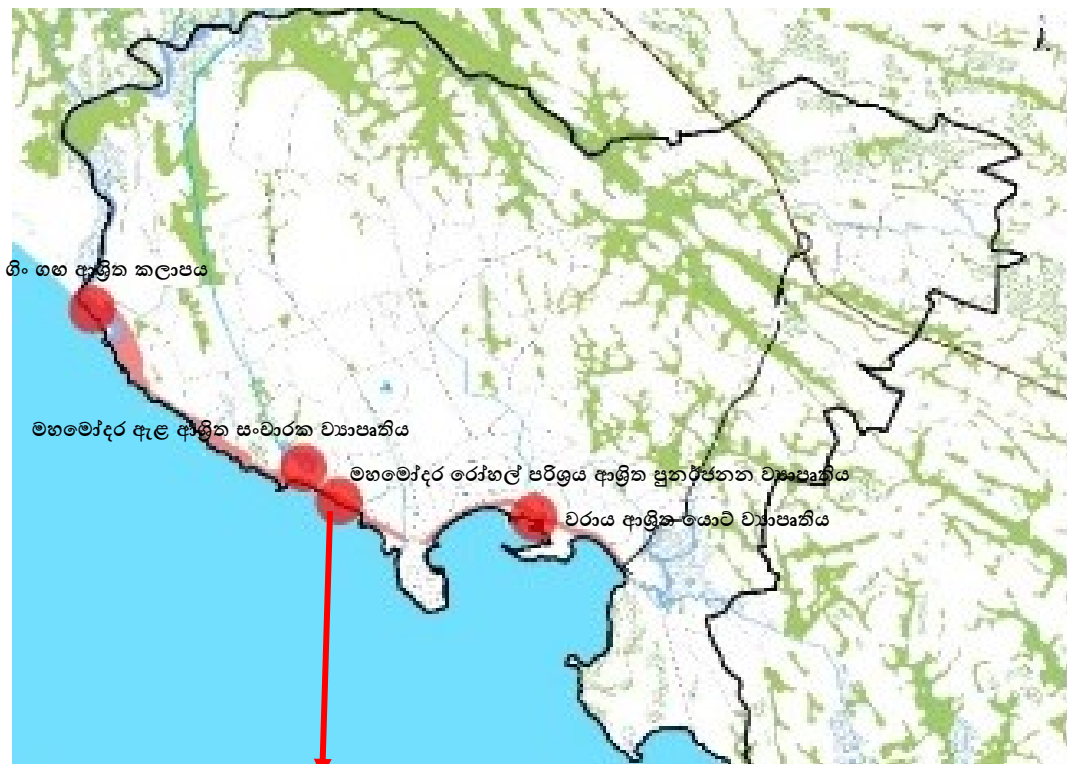 ගිං ගඟ ආශ්‍රිත කලාපය
මහමෝදර ඇළ ආශ්‍රිත සංචාරක ව්‍යාපෘතිය
මහමෝදර රෝහල් පරිශ්‍රය ආශ්‍රිත පුනර්ජනන ව්‍යාපෘතිය
වරාය ආශ්‍රිත යොට් ව්‍යාපෘතිය